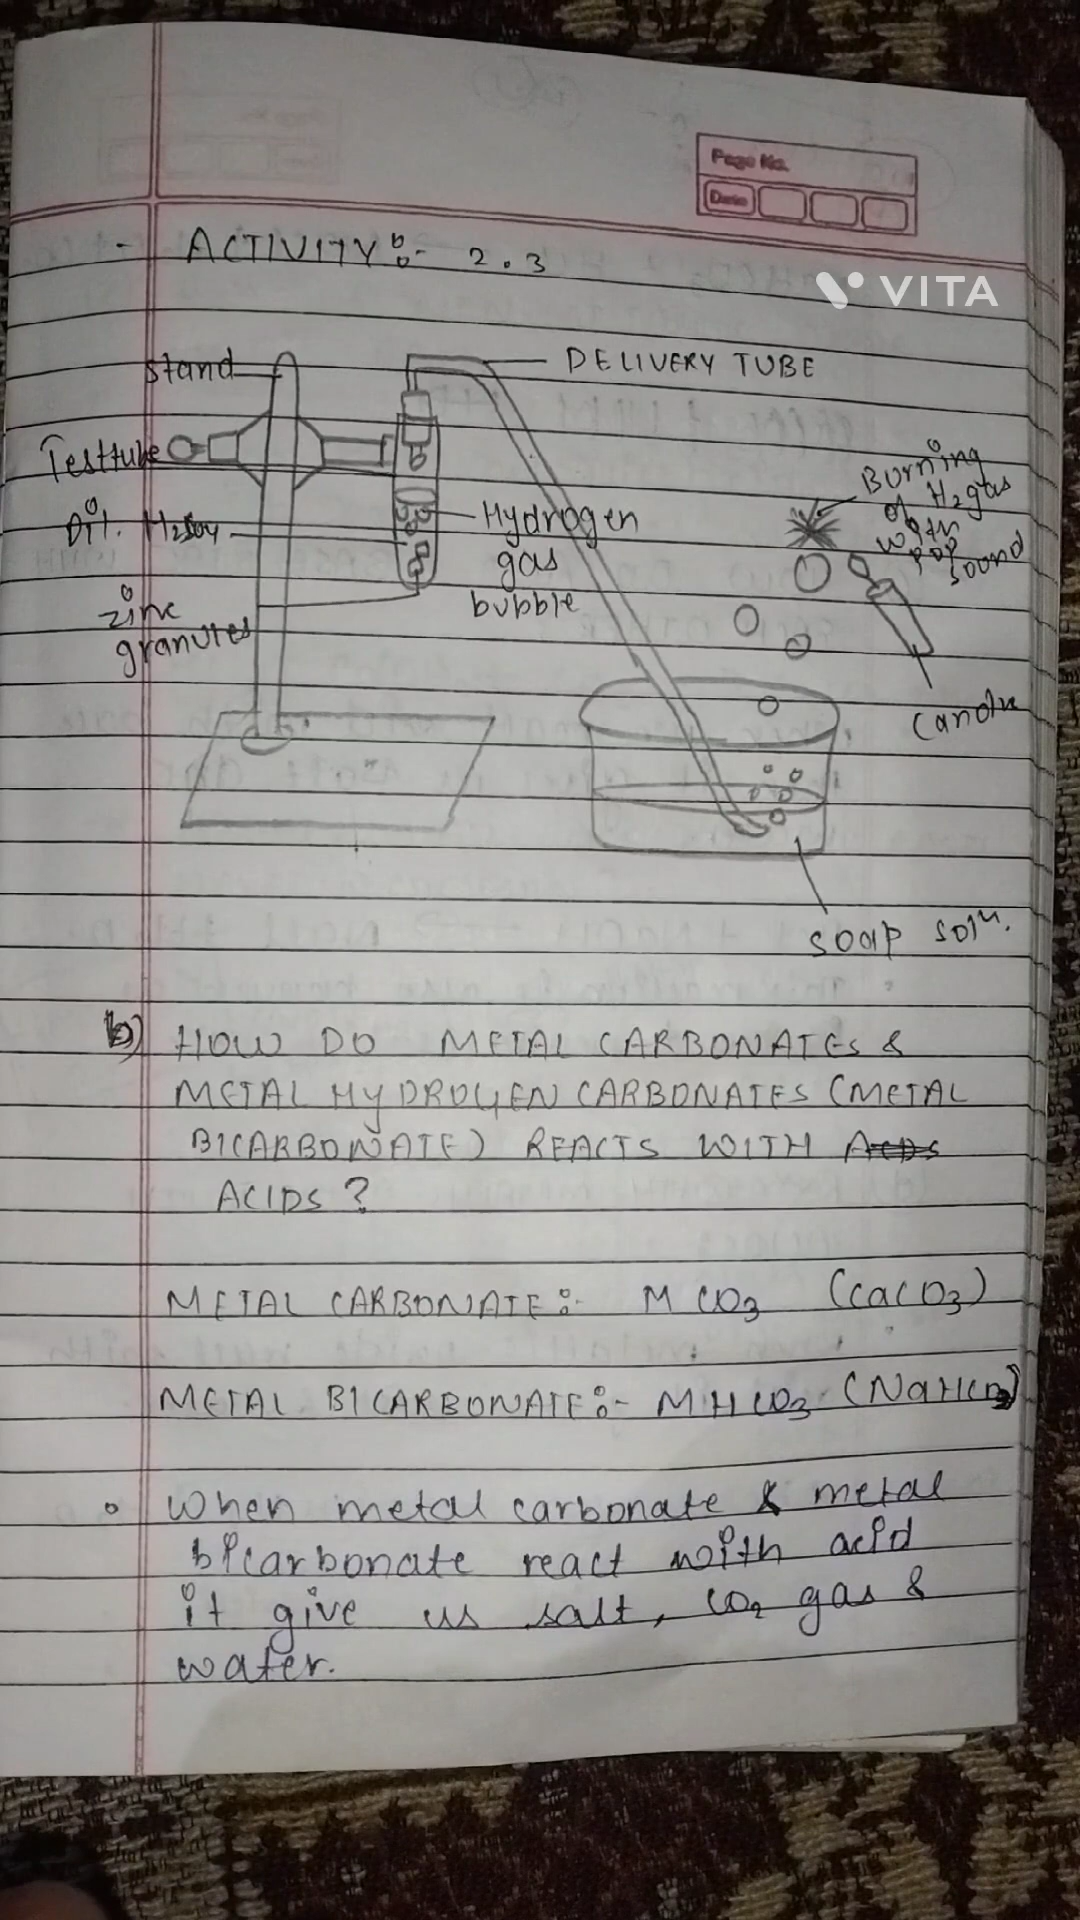 Page No.
Date
ACTIVITY :- 2.3
VITA
stand
DELIVERY TUBE
Testtube
Burning
of H2 gas
with
pop
sound
Dil. H2SO4
Hydrogen
gas
bubble
zinc
granules
candle
soap soln.
b) HOW DO METAL CARBONATES &
METAL HYDROGEN CARBONATES (METAL
BICARBONATE) REACTS WITH
ACIDS?
METAL CARBONATE :- MCO3 (CaCO3)
METAL BICARBONATE :- MHCO3 (NaHCO3)
• When metal carbonate & metal
bicarbonate react with acid
it give us salt, CO2 gas &
water.